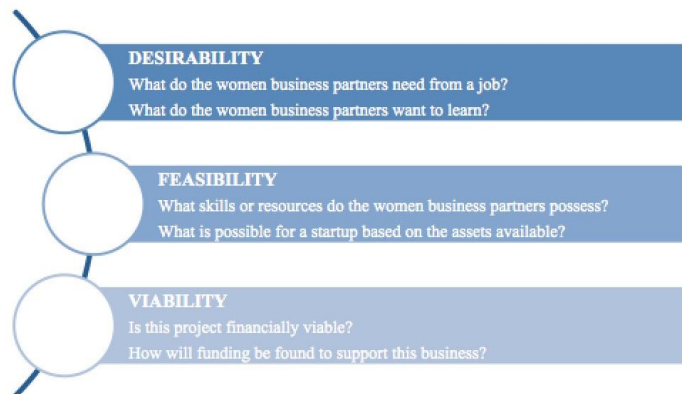 DESIRABILITY
What do the women business partners need from a job?
What do the women business partners want to learn?
FEASIBILITY
What skills or resources do the women business partners possess?
What is possible for a startup based on the assets available?
VIABILITY
Is this project financially viable?
How will funding be found to support this business?